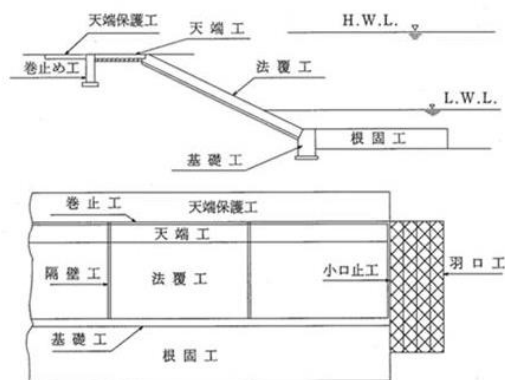 天端保護工
天端工
H.W.L.
巻止め工
法覆工
L.W.L.
基礎工
根固工
巻止工
天端保護工
天端工
隔壁工
法覆工
小口止工
羽口工
基礎工
根固工